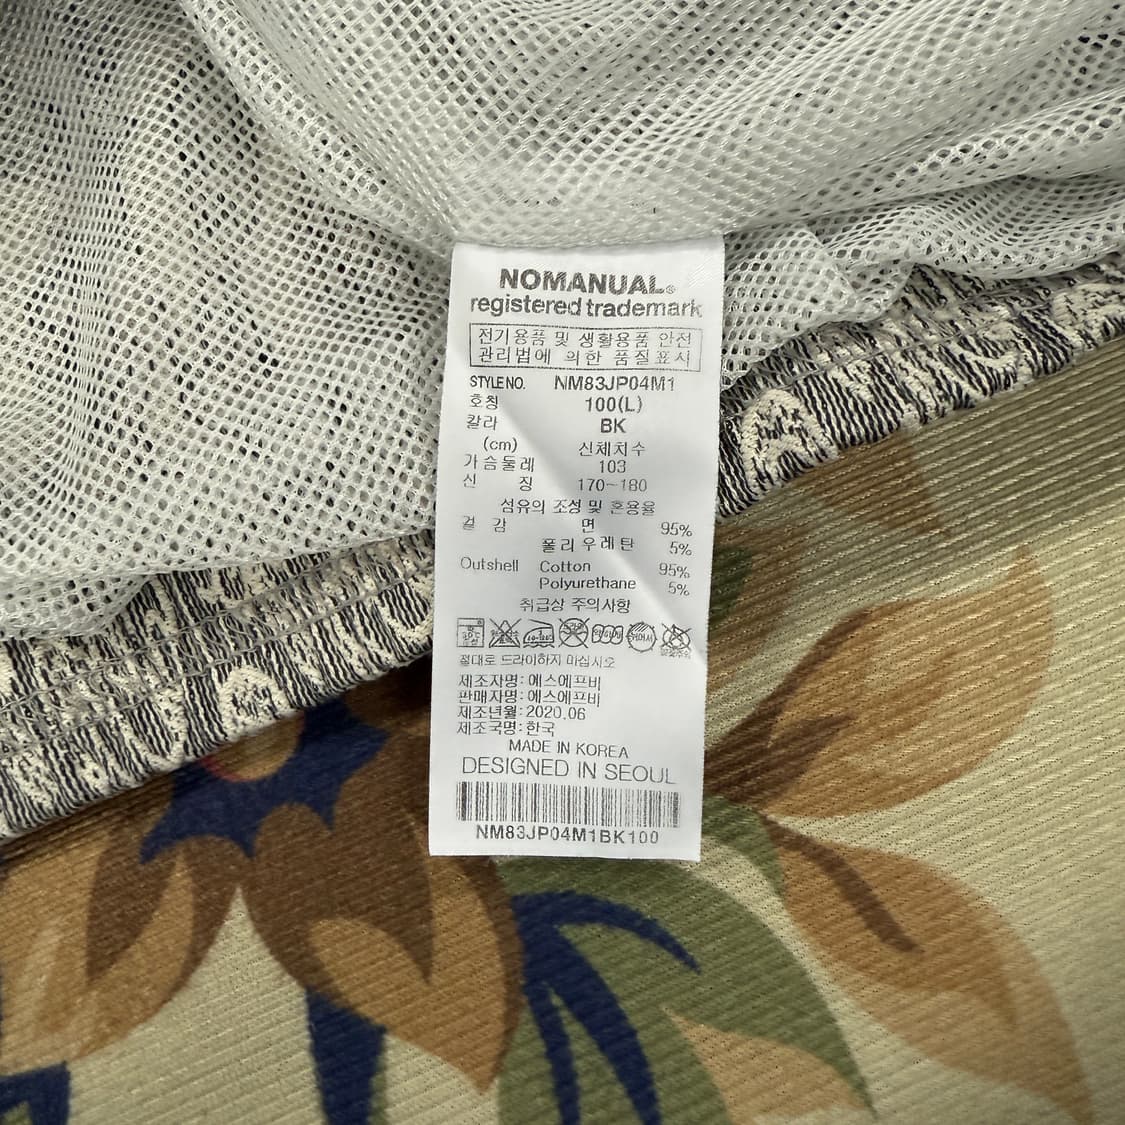 NOMANUAL®
registered trademark
전기용품 및 생활용품 안전
관리법에 의한 품질표시
STYLE NO. NM83JP04M1
호칭 100(L)
칼라 BK
(cm) 신체치수
가슴둘레 103
신 장 170~180
섬유의 조성 및 혼용율
겉 감 면 95%
폴리우레탄 5%
Outshell Cotton 95%
Polyurethane 5%
취급상 주의사항
절대로 드라이하지 마십시오
제조자명:에스에프비
판매자명:에스에프비
제조년월:2020.06
제조국명:한국
MADE IN KOREA
DESIGNED IN SEOUL
NM83JP04M1BK100